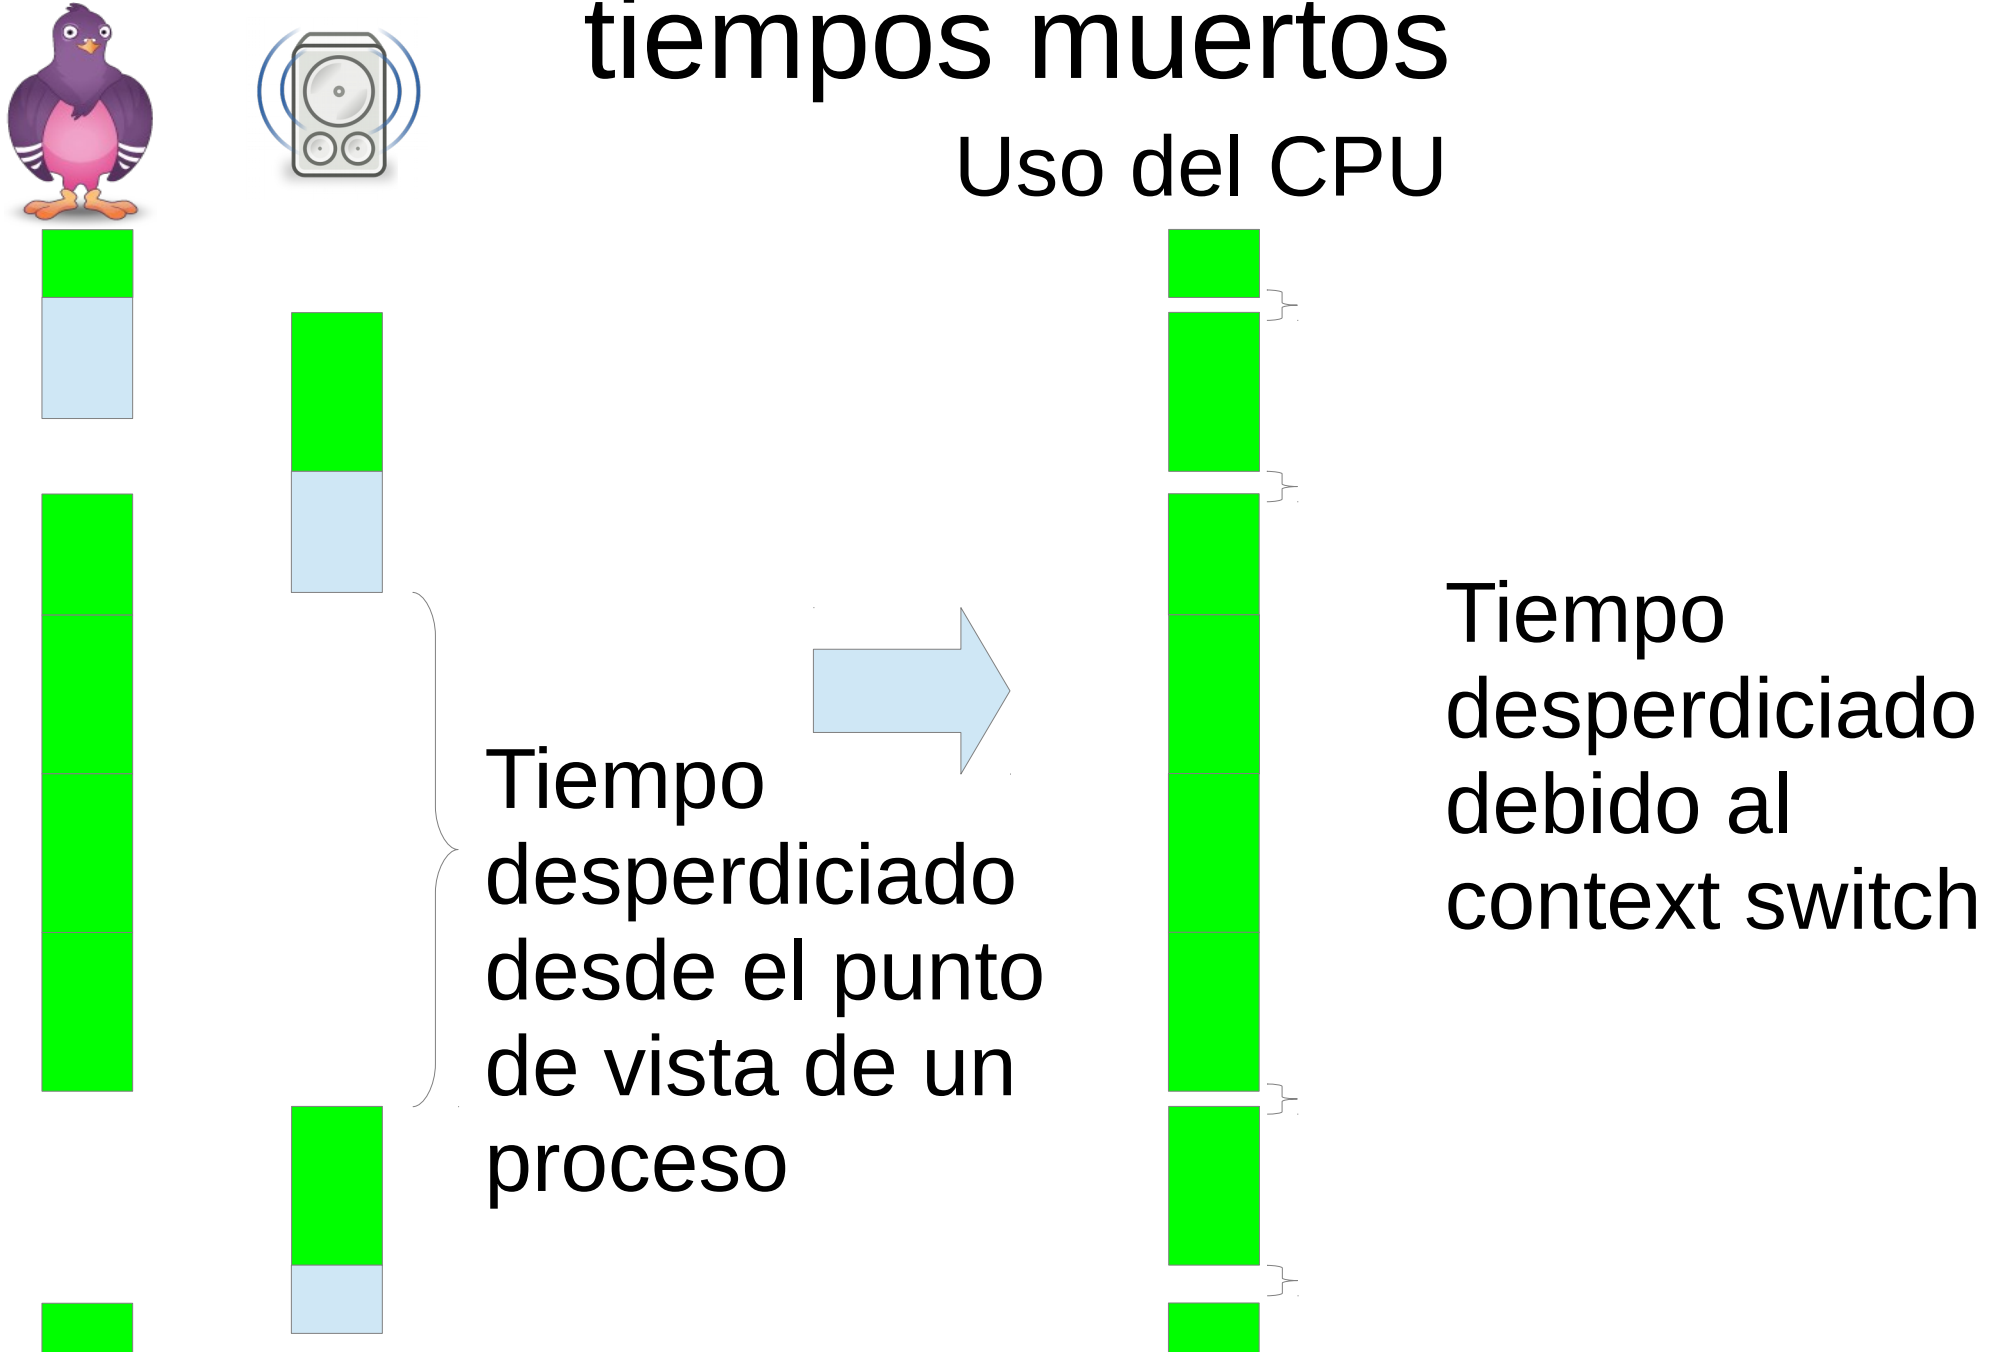 tiempos muertos
Uso del CPU
Tiempo
desperdiciado
desde el punto
de vista de un
proceso
Tiempo
desperdiciado
debido al
context switch